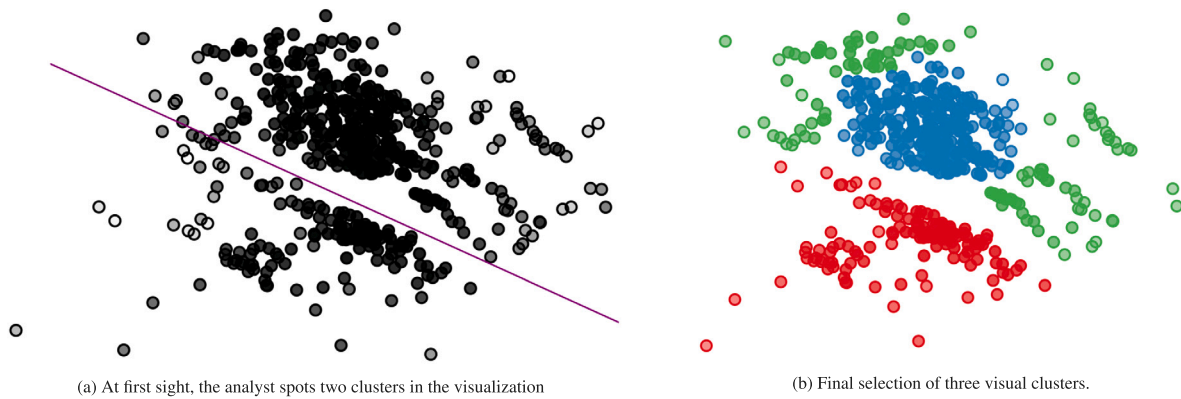 (a) At first sight, the analyst spots two clusters in the visualization
(b) Final selection of three visual clusters.